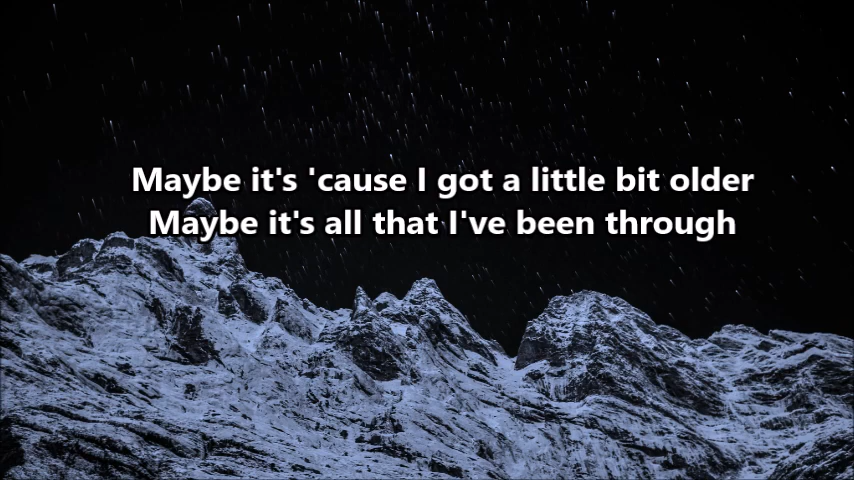 Maybe it's 'cause I got a little bit older
Maybe it's all that I've been through